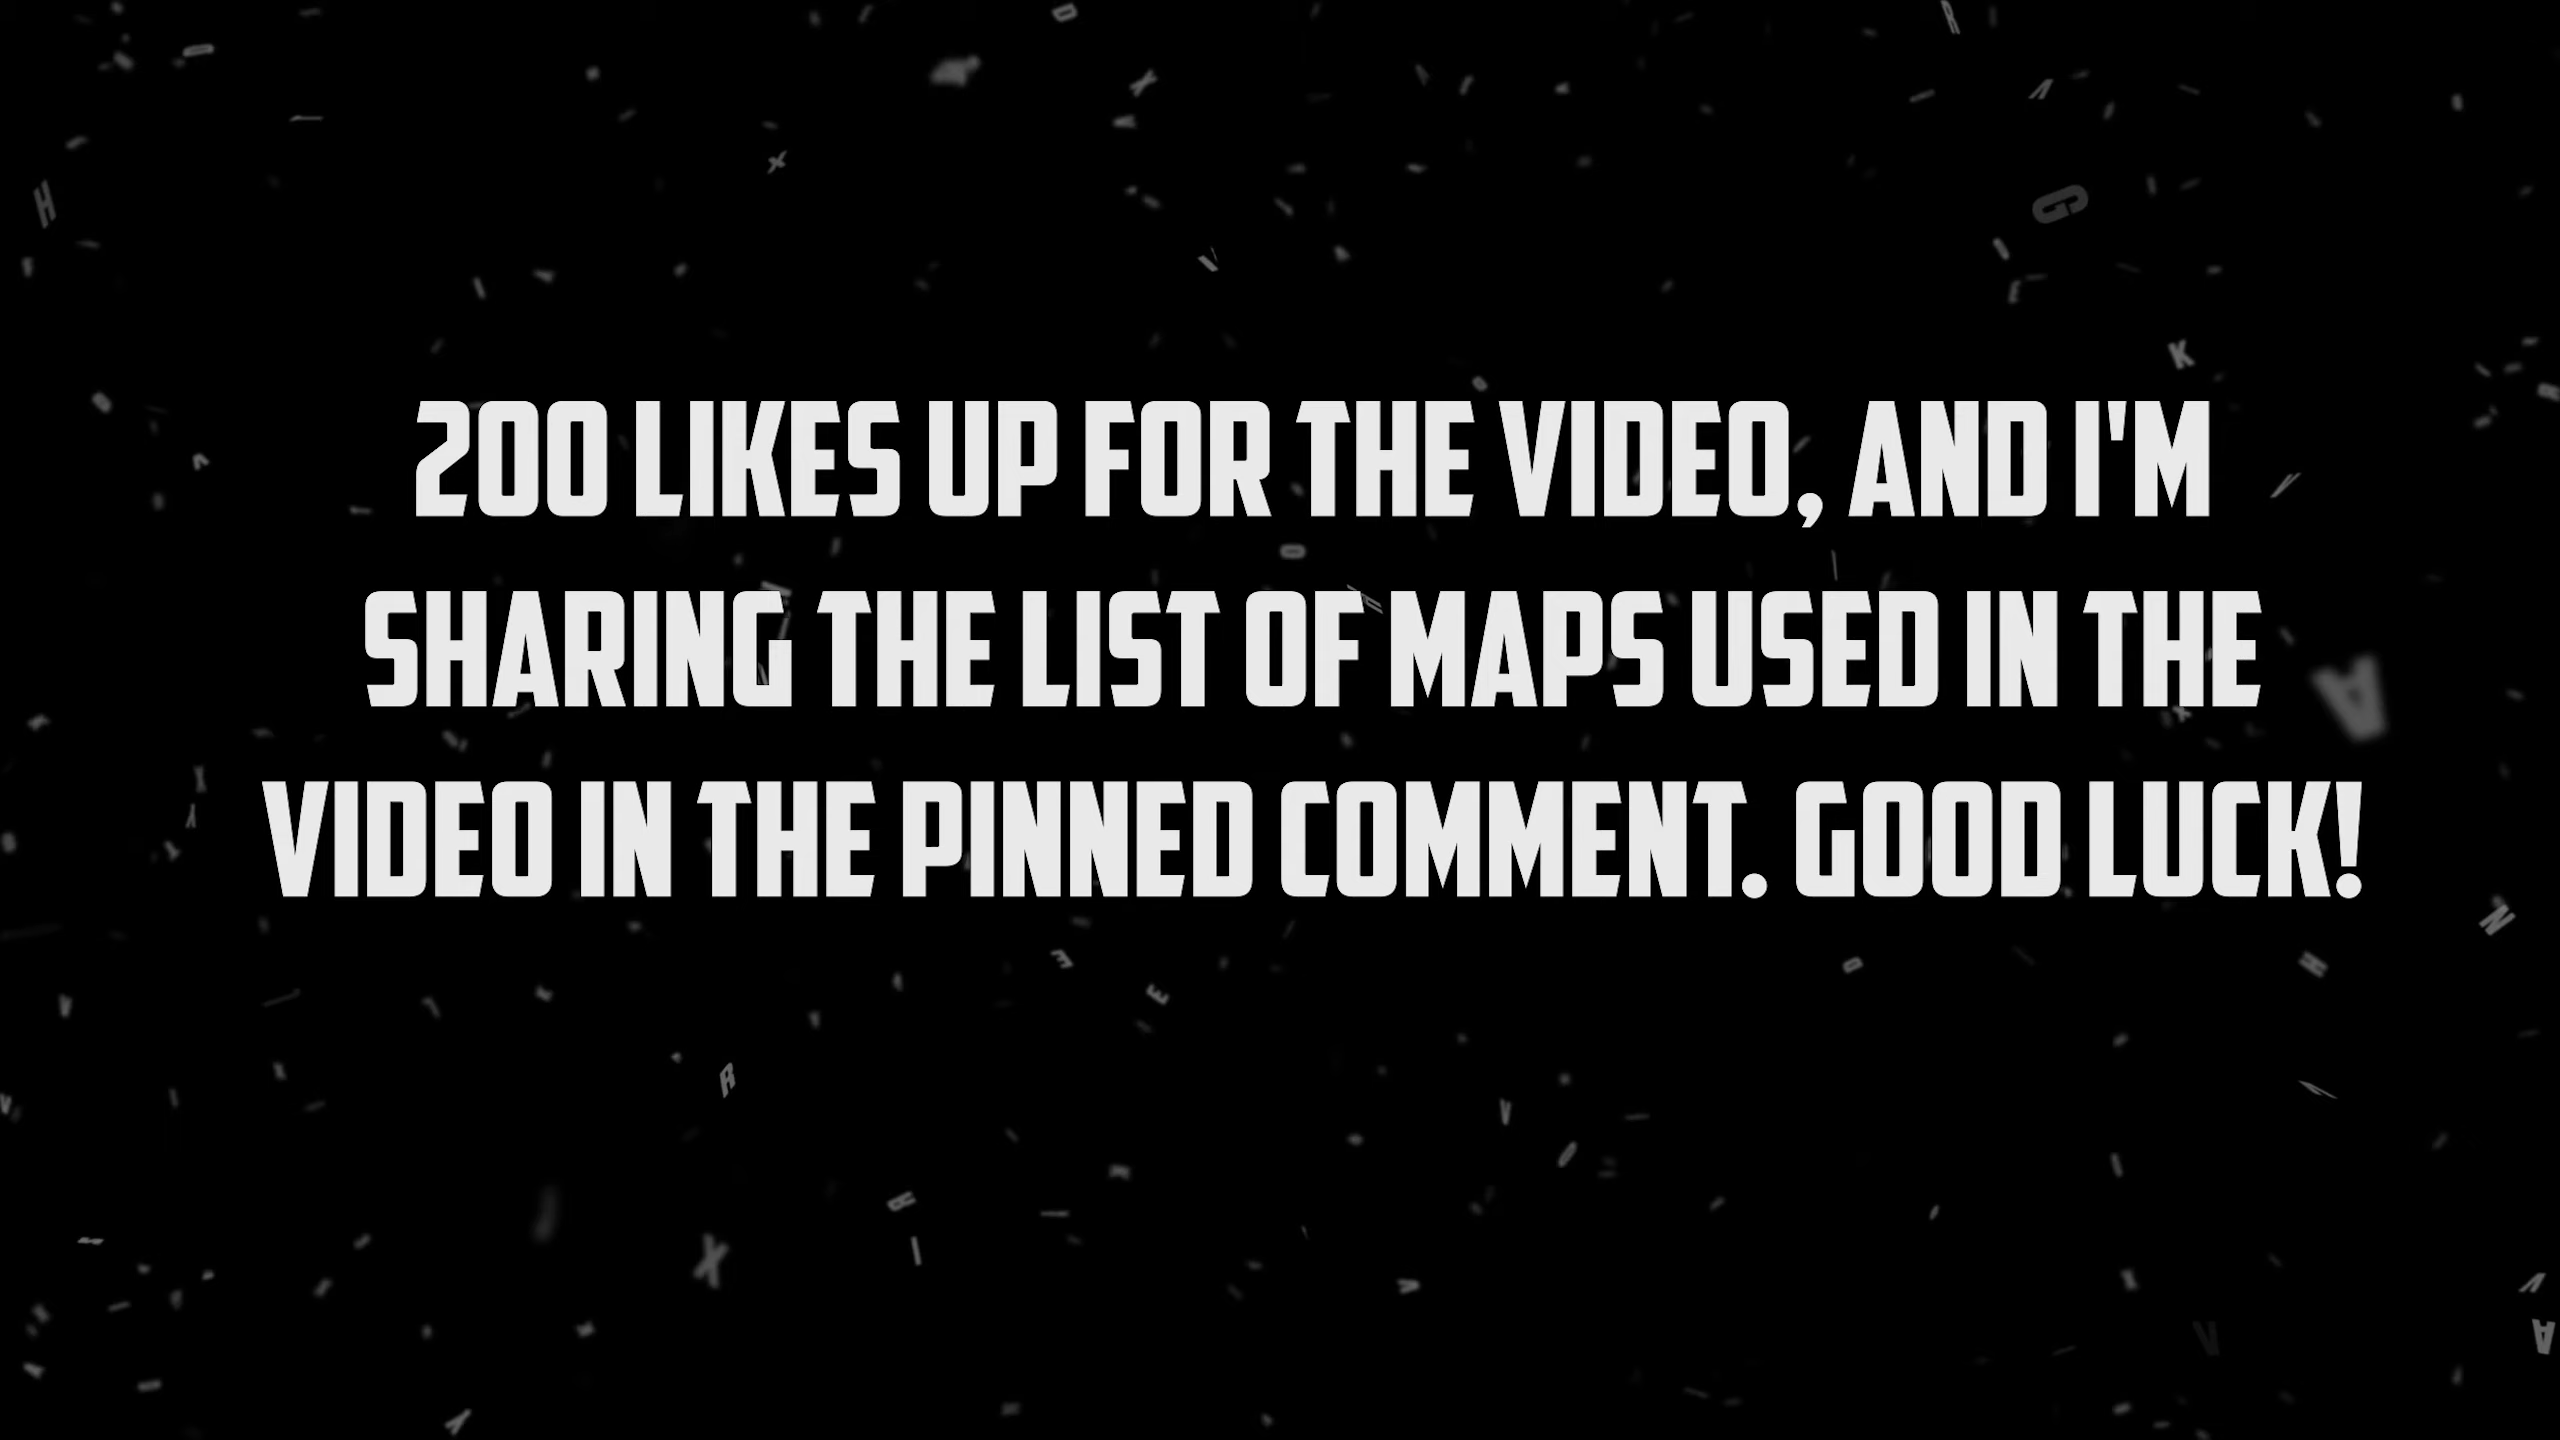 200 LIKES UP FOR THE VIDEO, AND I'M
SHARING THE LIST OF MAPS USED IN THE
VIDEO IN THE PINNED COMMENT. GOOD LUCK!